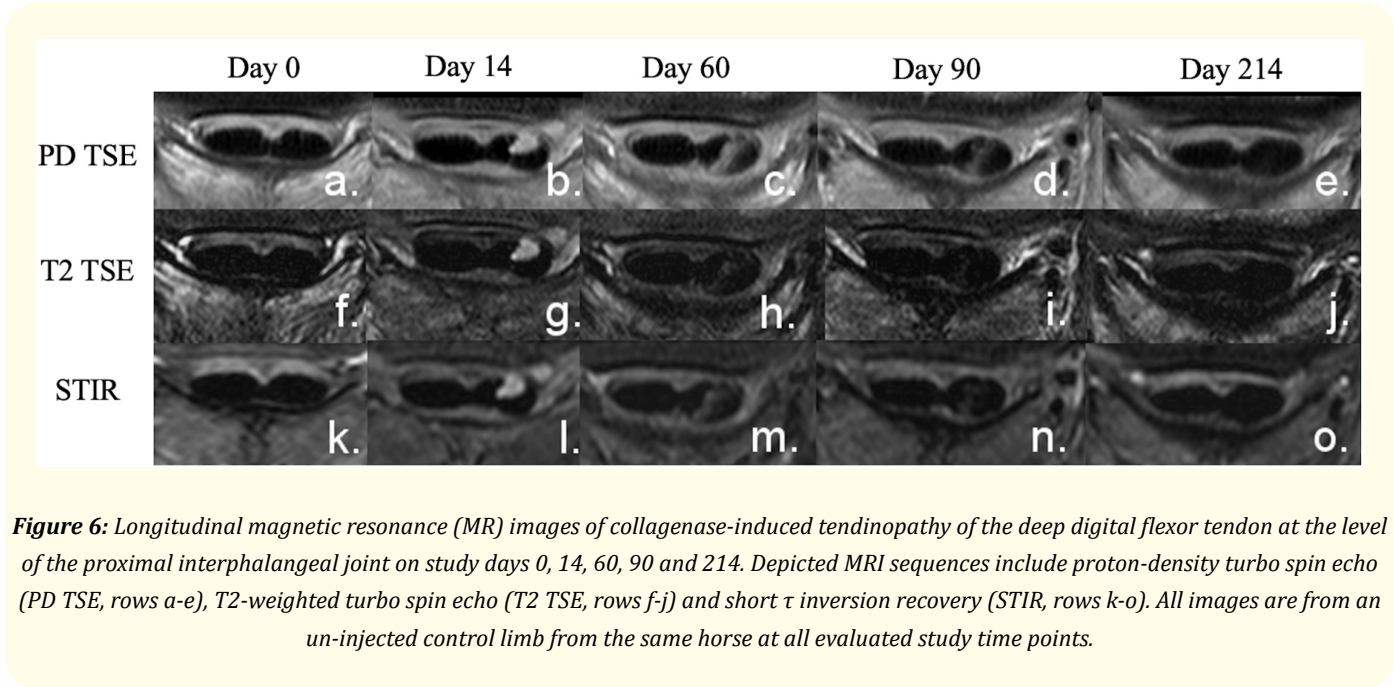 Day 0 Day 14 Day 60 Day 90 Day 214
PD TSE
a. b. c. d. e.
T2 TSE
f. g. h. i. j.
STIR
k. l. m. n. o.
Figure 6: Longitudinal magnetic resonance (MR) images of collagenase-induced tendinopathy of the deep digital flexor tendon at the level
of the proximal interphalangeal joint on study days 0, 14, 60, 90 and 214. Depicted MRI sequences include proton-density turbo spin echo
(PD TSE, rows a-e), T2-weighted turbo spin echo (T2 TSE, rows f-j) and short τ inversion recovery (STIR, rows k-o). All images are from an
un-injected control limb from the same horse at all evaluated study time points.